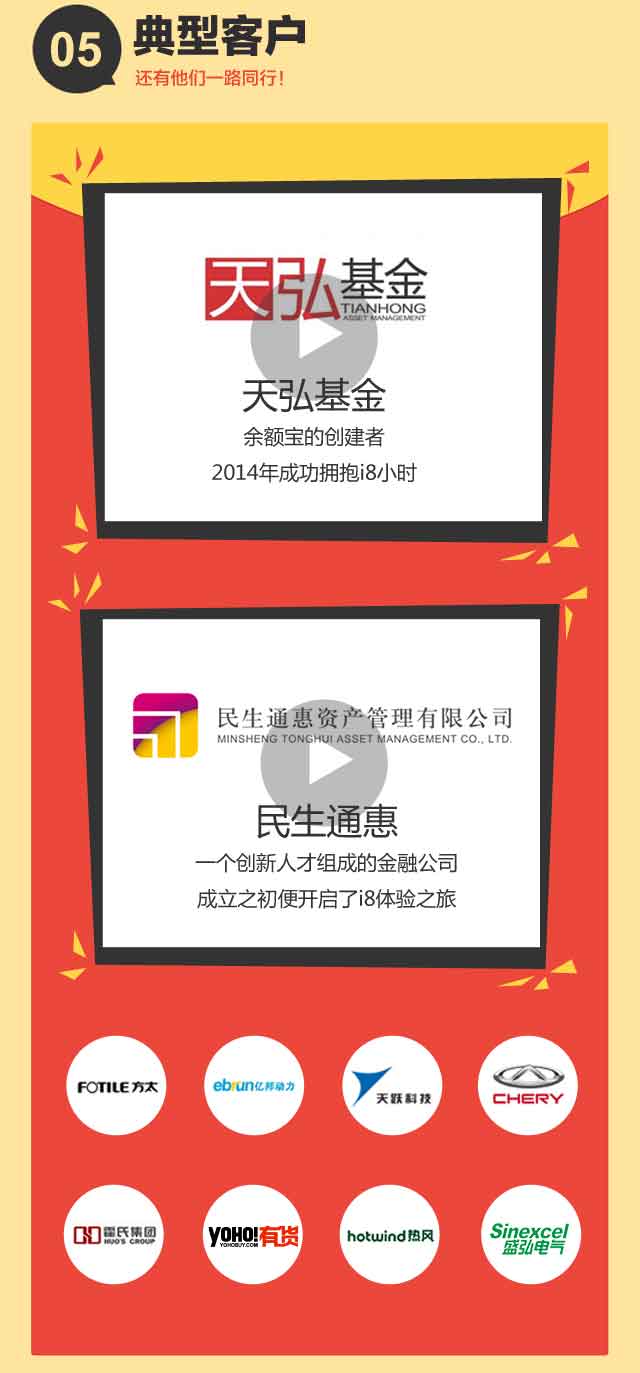 05
典型客户
还有他们一路同行!
天弘基金
TIANHONG
ASSET MANAGEMENT
天弘基金
余额宝的创建者
2014年成功拥抱i8小时
民生通惠资产管理有限公司
MINSHENG TONGHUI ASSET MANAGEMENT CO., LTD.
民生通惠
一个创新人才组成的金融公司
成立之初便开启了i8体验之旅
FOTILE 方太
ebrun亿邦动力
天跃科技
CHERY
霍氏集团
HUO'S GROUP
YOHO!有货
YOHOBUY.COM
hotwind热风
Sinexcel
盛弘电气